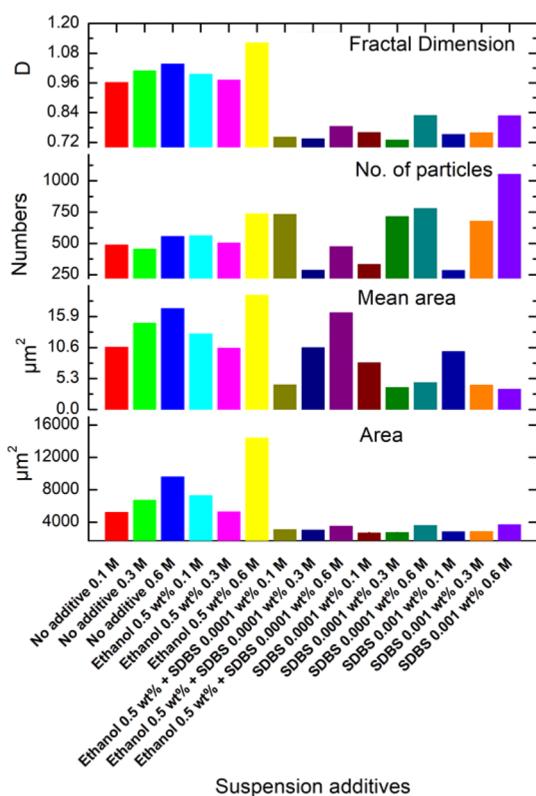 1.20
1.08
0.96
0.84
0.72
D
Fractal Dimension
1000
750
500
250
Numbers
No. of particles
15.9
10.6
5.3
0.0
μm²
Mean area
16000
12000
8000
4000
μm²
Area
No additive 0.1 M
No additive 0.3 M
No additive 0.6 M
Ethanol 0.5 wt% 0.1 M
Ethanol 0.5 wt% 0.3 M
Ethanol 0.5 wt% 0.6 M
Ethanol 0.5 wt% + SDBS 0.0001 wt% 0.1 M
Ethanol 0.5 wt% + SDBS 0.0001 wt% 0.3 M
Ethanol 0.5 wt% + SDBS 0.0001 wt% 0.6 M
SDBS 0.0001 wt% 0.1 M
SDBS 0.0001 wt% 0.3 M
SDBS 0.0001 wt% 0.6 M
SDBS 0.001 wt% 0.1 M
SDBS 0.001 wt% 0.3 M
SDBS 0.001 wt% 0.6 M
Suspension additives